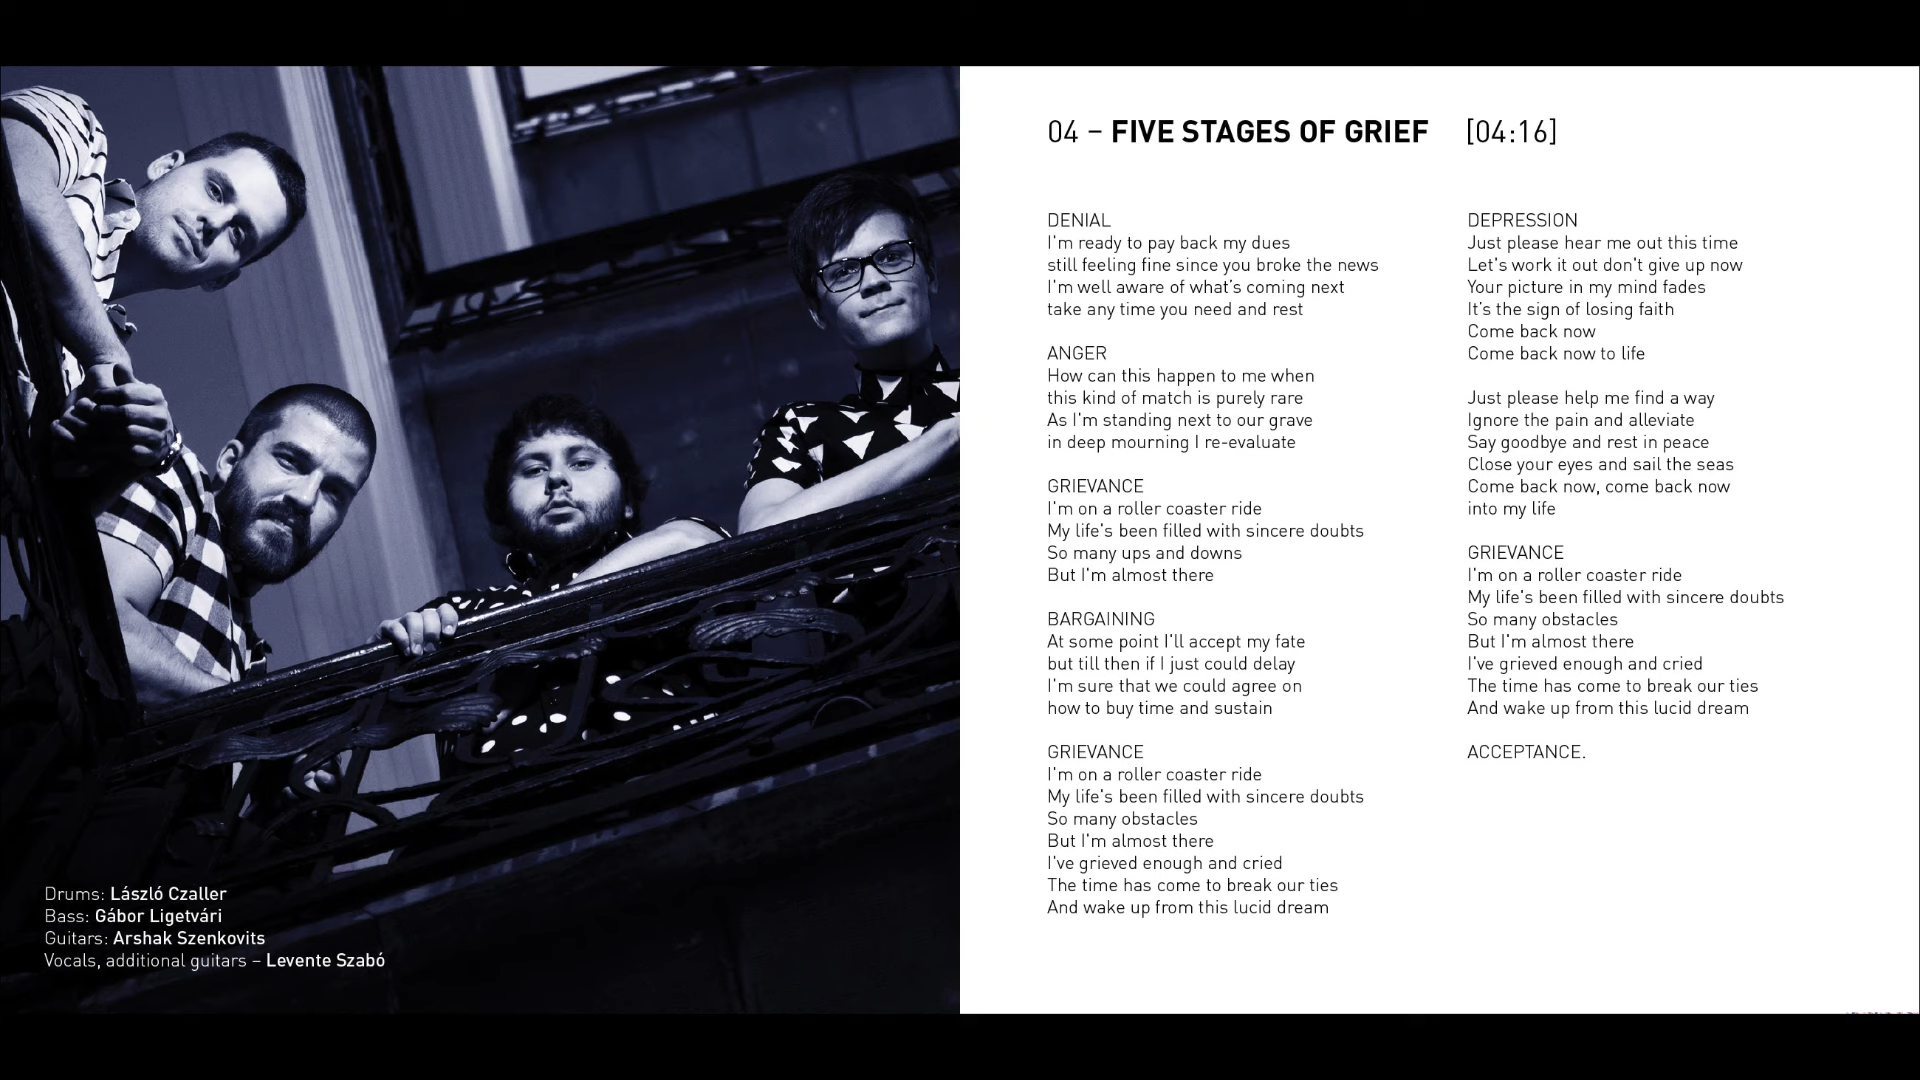 04 – FIVE STAGES OF GRIEF [04:16]
DENIAL
I'm ready to pay back my dues
still feeling fine since you broke the news
I'm well aware of what's coming next
take any time you need and rest
ANGER
How can this happen to me when
this kind of match is purely rare
As I'm standing next to our grave
in deep mourning I re-evaluate
GRIEVANCE
I'm on a roller coaster ride
My life's been filled with sincere doubts
So many ups and downs
But I'm almost there
BARGAINING
At some point I'll accept my fate
but till then if I just could delay
I'm sure that we could agree on
how to buy time and sustain
GRIEVANCE
I'm on a roller coaster ride
My life's been filled with sincere doubts
So many obstacles
But I'm almost there
I've grieved enough and cried
The time has come to break our ties
And wake up from this lucid dream
DEPRESSION
Just please hear me out this time
Let's work it out don't give up now
Your picture in my mind fades
It's the sign of losing faith
Come back now
Come back now to life
Just please help me find a way
Ignore the pain and alleviate
Say goodbye and rest in peace
Close your eyes and sail the seas
Come back now, come back now
into my life
GRIEVANCE
I'm on a roller coaster ride
My life's been filled with sincere doubts
So many obstacles
But I'm almost there
I've grieved enough and cried
The time has come to break our ties
And wake up from this lucid dream
ACCEPTANCE.
Drums: László Czaller
Bass: Gábor Ligetvári
Guitars: Arshak Szenkovits
Vocals, additional guitars – Levente Szabó